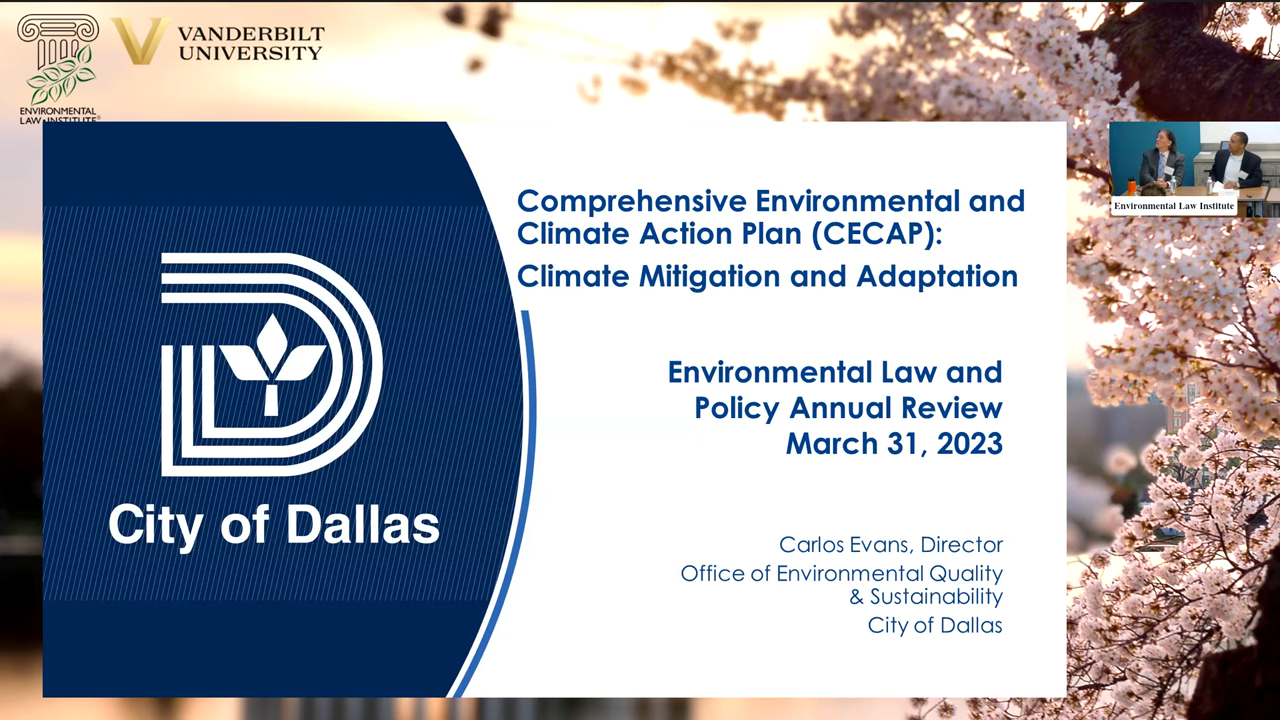 ENVIRONMENTAL
LAW•INSTITUTE®
VANDERBILT
UNIVERSITY
Comprehensive Environmental and
Climate Action Plan (CECAP):
Climate Mitigation and Adaptation
Environmental Law Institute
Environmental Law and
Policy Annual Review
March 31, 2023
City of Dallas
Carlos Evans, Director
Office of Environmental Quality
& Sustainability
City of Dallas